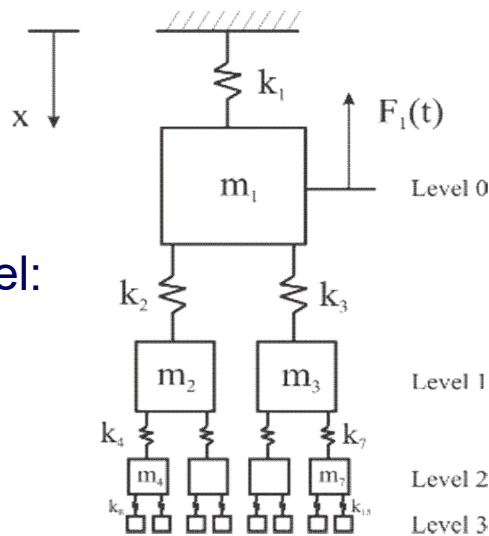 k₁
x
F₁(t)
m₁
Level 0
el:
k₂
k₃
m₂
m₃
Level 1
k₄
k₇
m₄
m₇
Level 2
k₈
k₁₅
Level 3